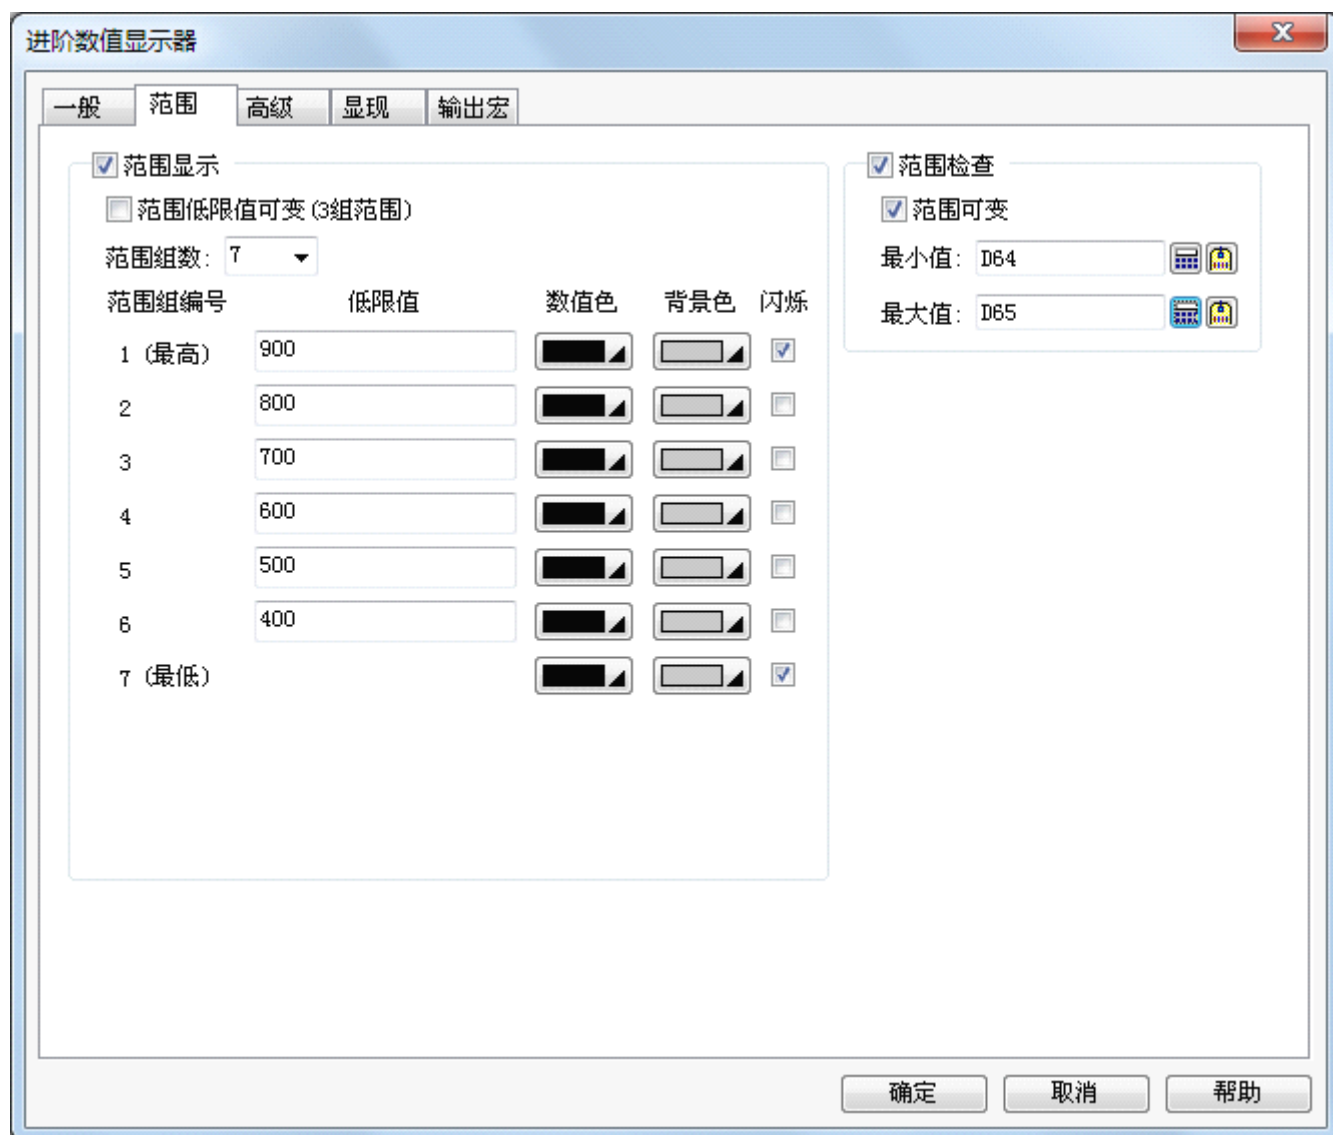 进阶数值显示器
一般 范围 高级 显现 输出宏
范围显示
范围低限值可变(3组范围)
范围组数: 7
范围组编号 低限值 数值色 背景色 闪烁
1 (最高) 900
2 800
3 700
4 600
5 500
6 400
7 (最低)
范围检查
范围可变
最小值: D64
最大值: D65
确定 取消 帮助